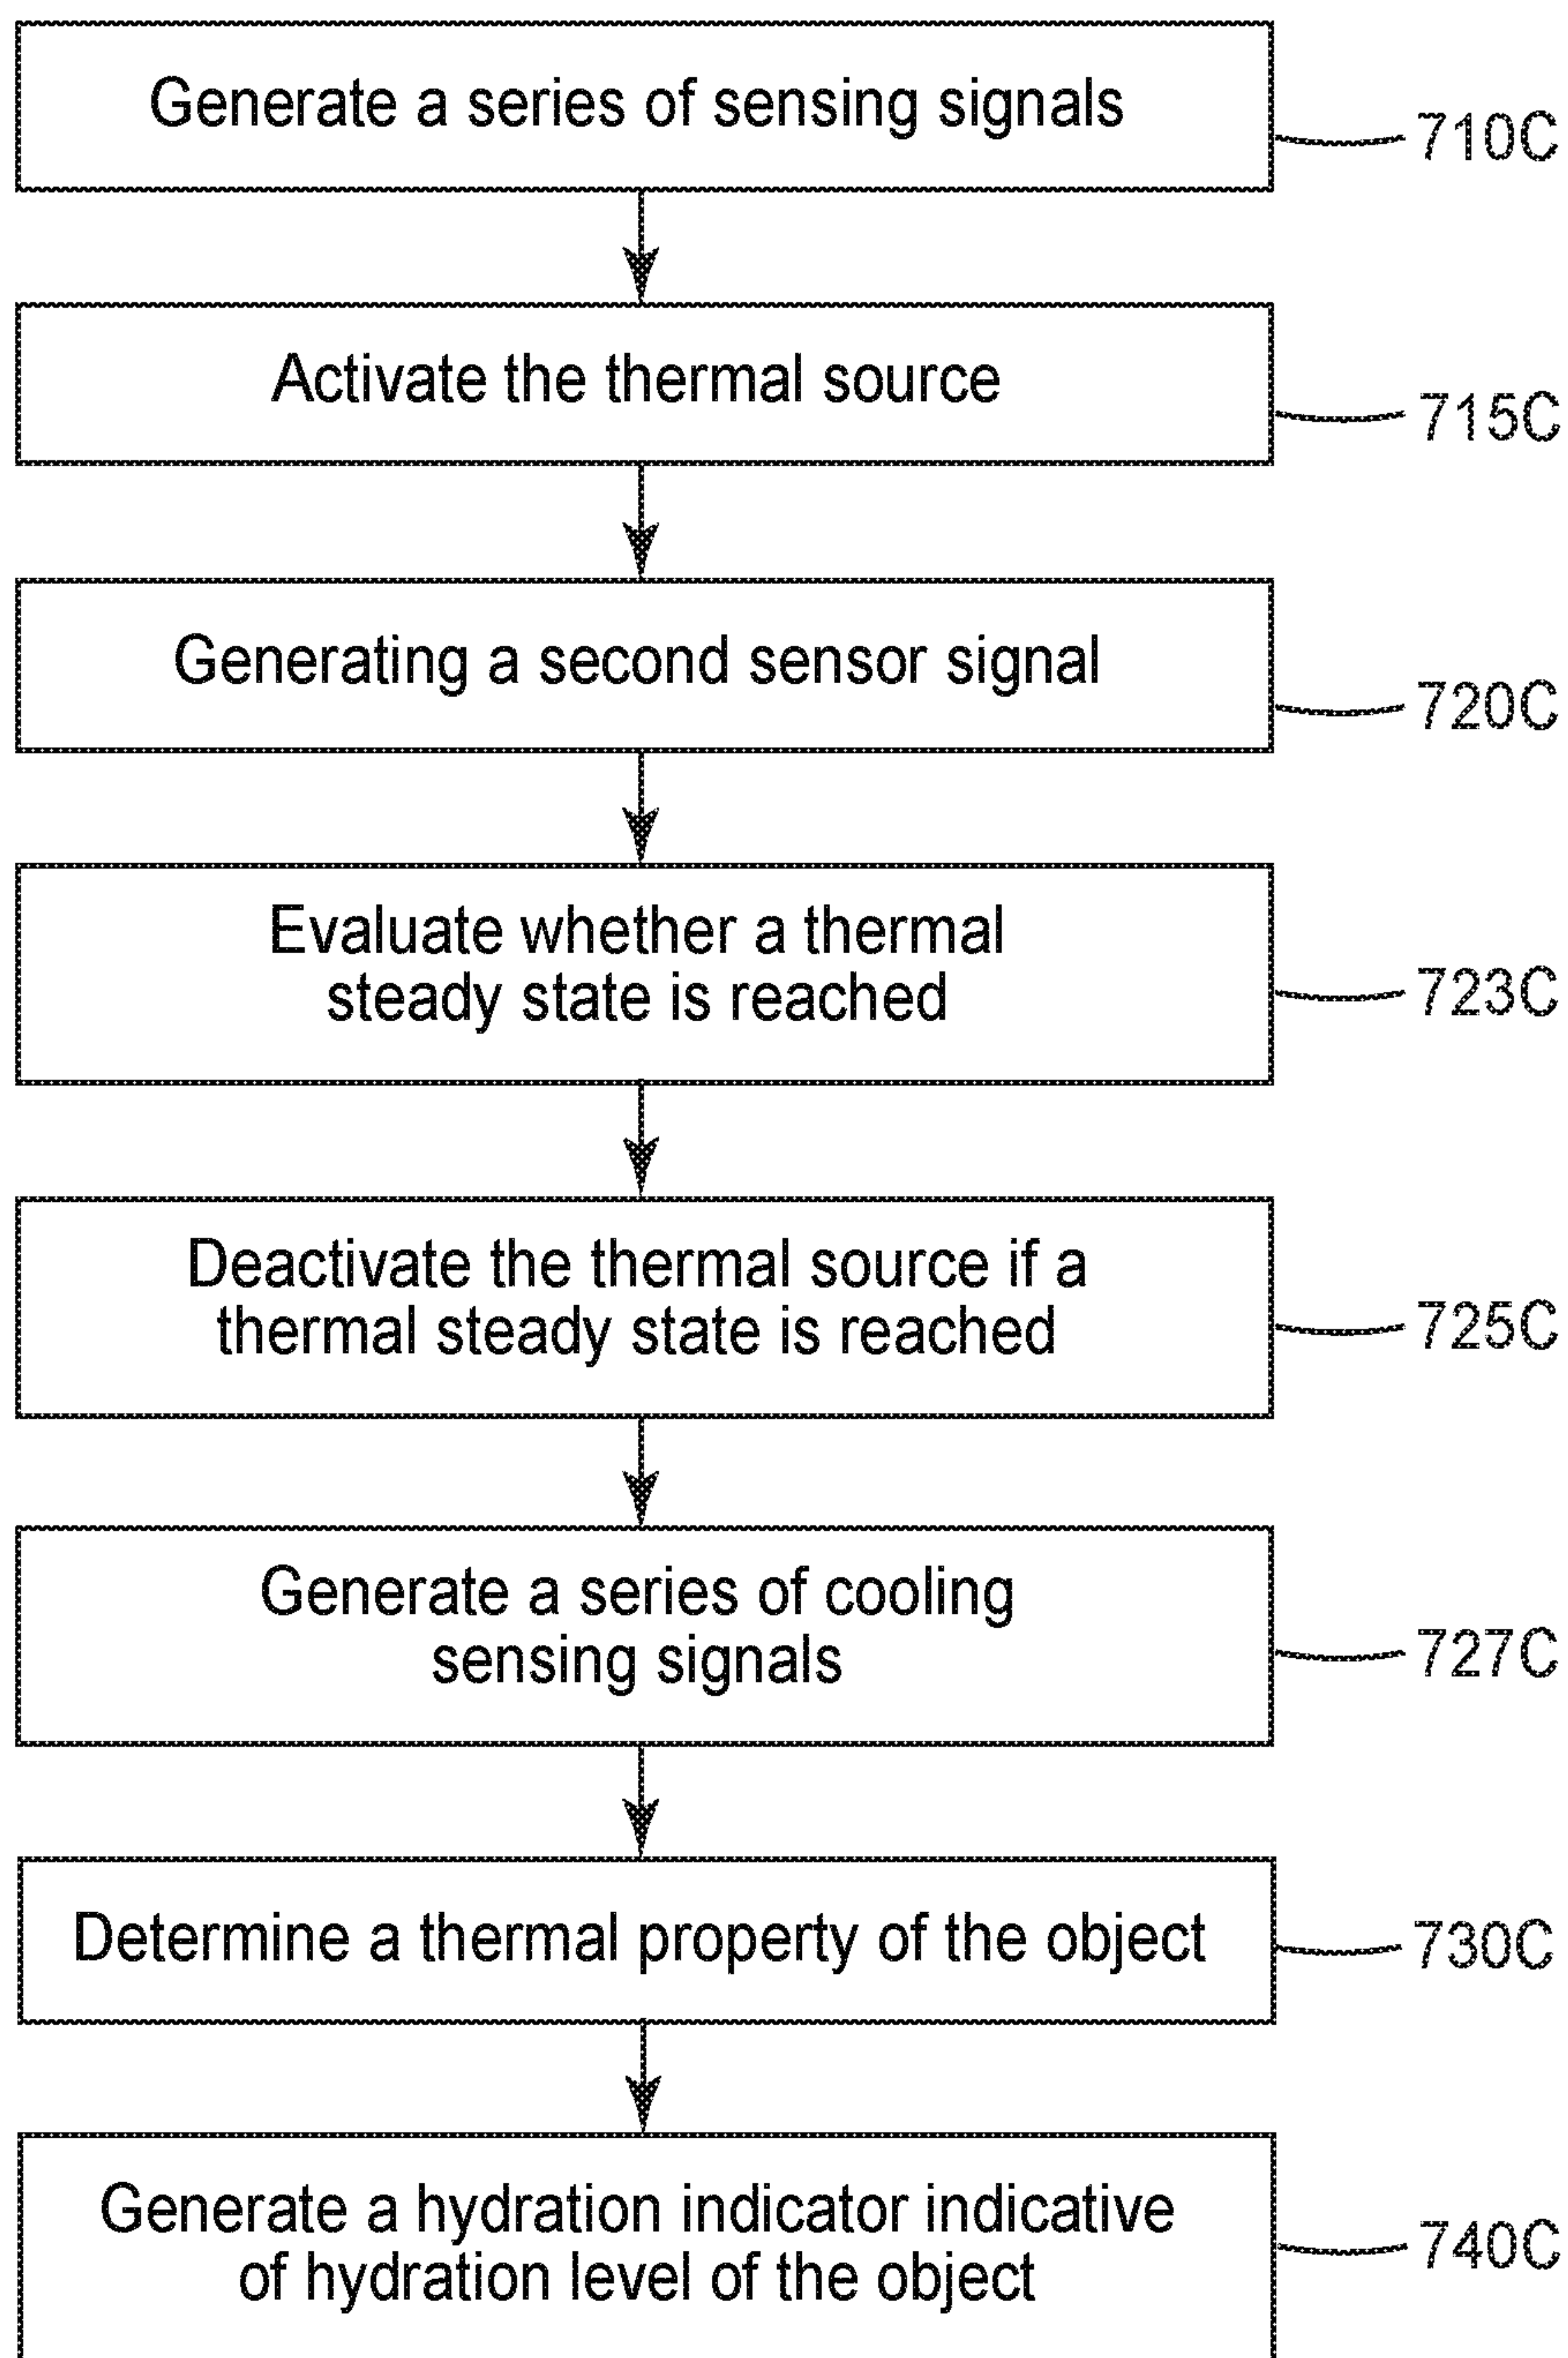 Generate a series of sensing signals
710C
Activate the thermal source
715C
Generating a second sensor signal
720C
Evaluate whether a thermal
steady state is reached
723C
Deactivate the thermal source if a
thermal steady state is reached
725C
Generate a series of cooling
sensing signals
727C
Determine a thermal property of the object
730C
Generate a hydration indicator indicative
of hydration level of the object
740C